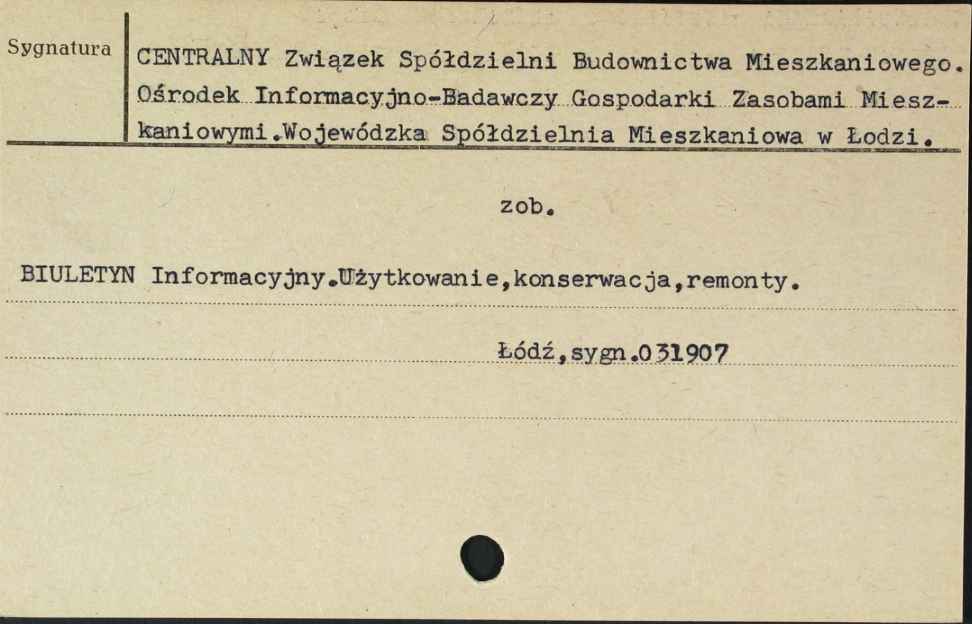 Sygnatura
CENTRALNY Związek Spółdzielni Budownictwa Mieszkaniowego.
Ośrodek Informacyjno-Badawczy Gospodarki Zasobami Miesz-
kaniowymi.Wojewódzka Spółdzielnia Mieszkaniowa w Łodzi.
zob.
BIULETYN Informacyjny.Użytkowanie,konserwacja,remonty.
Łódź,sygn.031907